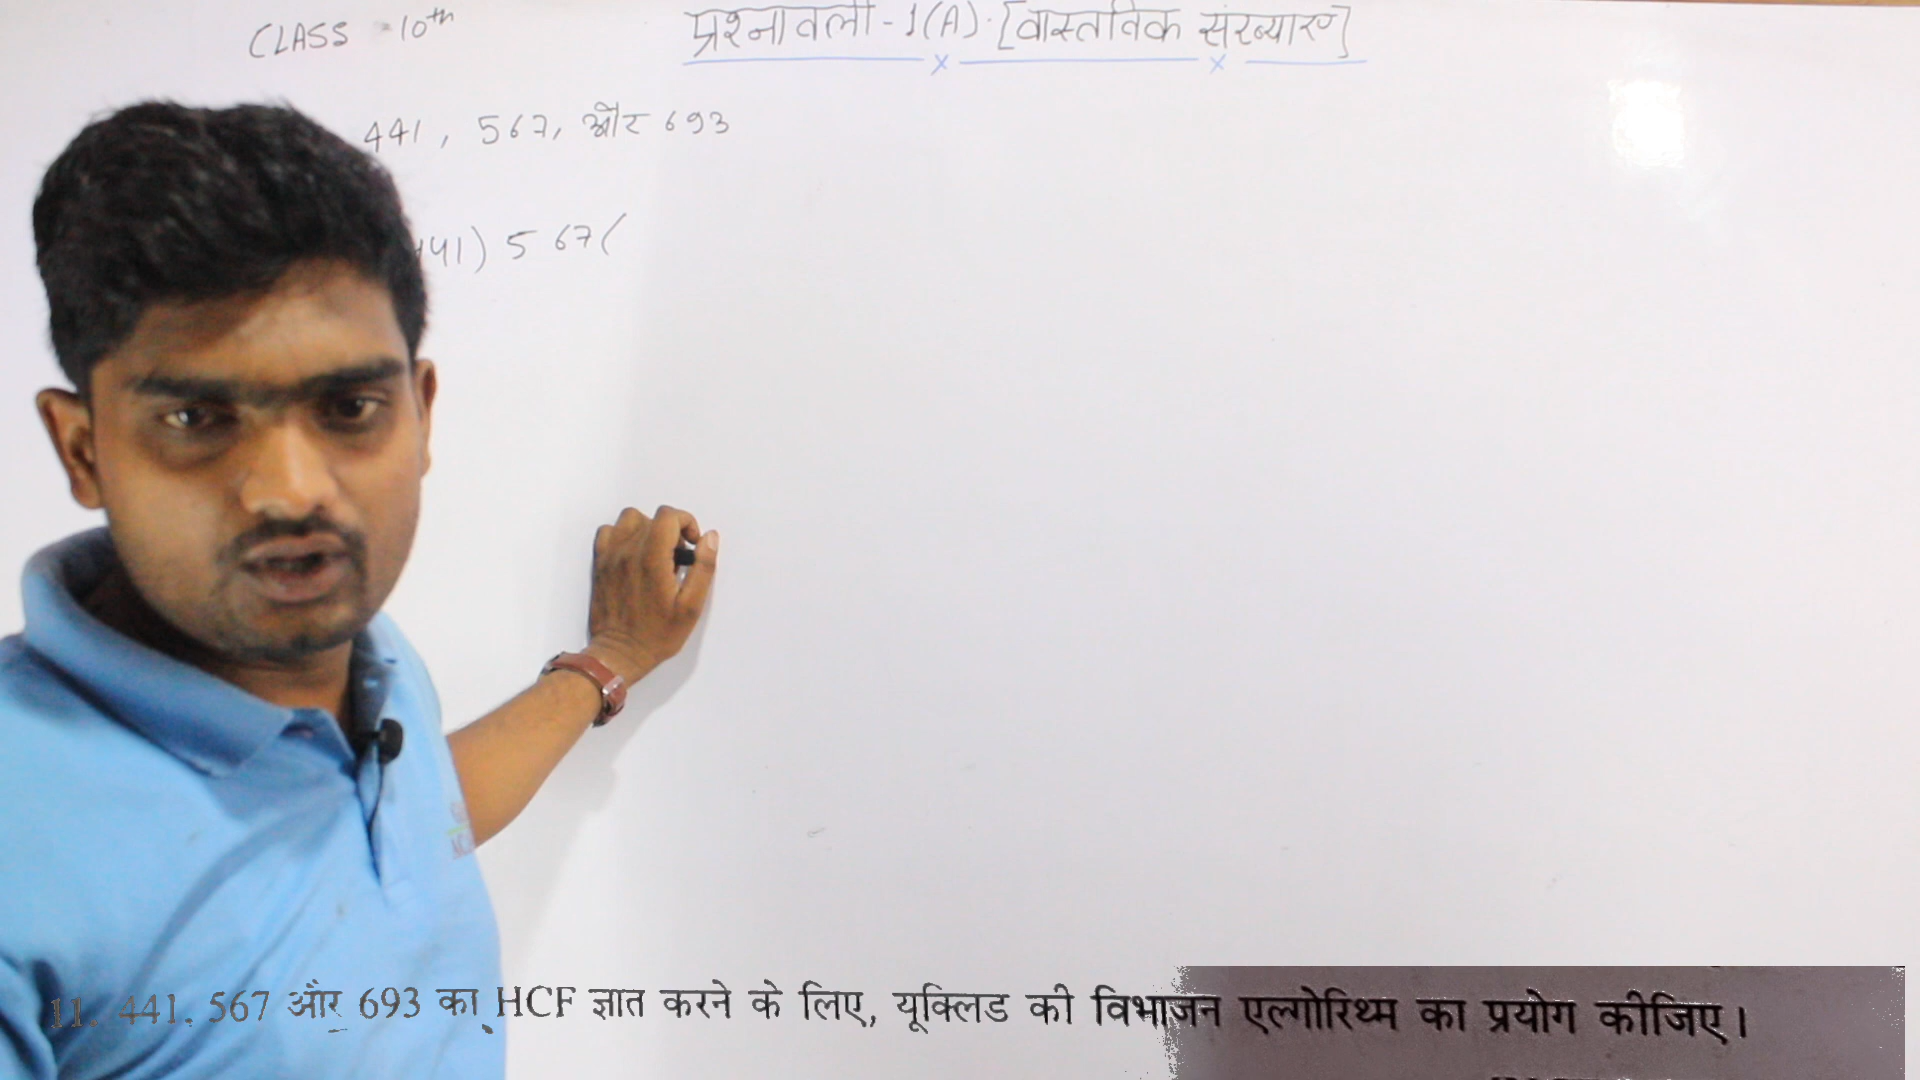 CLASS - 10th
प्रश्नावली - 1(A). [वास्तविक संख्याएँ]
441, 567, और 693
441) 567(
11. 441, 567 और 693 का HCF ज्ञात करने के लिए, यूक्लिड की विभाजन एल्गोरिथ्म का प्रयोग कीजिए।